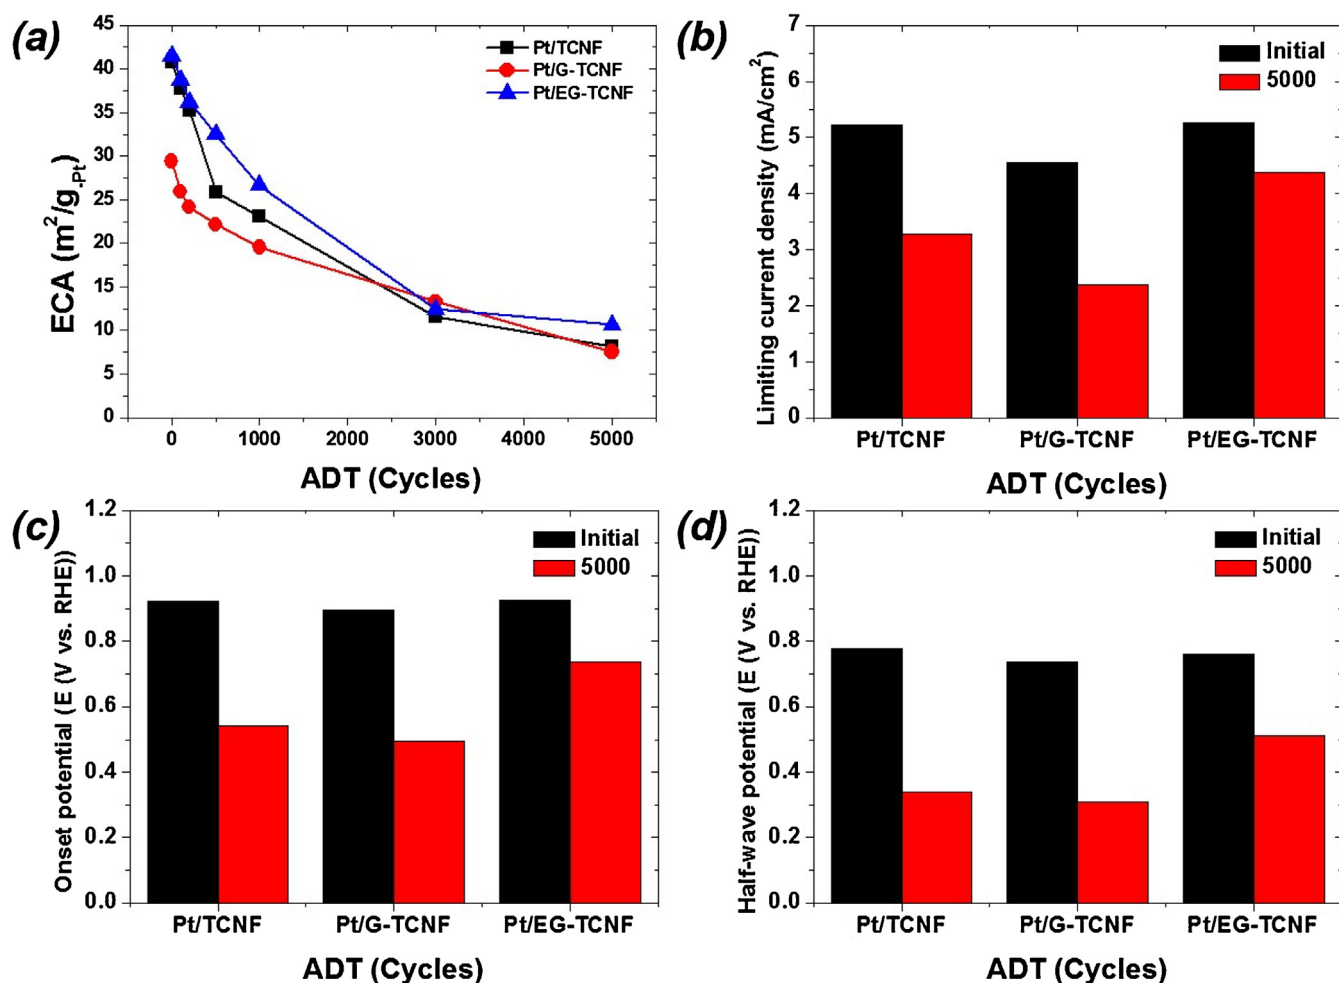 (a)
45
40
35
30
25
20
15
10
5
0
ECA (m²/g-Pt)
Pt/TCNF
Pt/G-TCNF
Pt/EG-TCNF
0 1000 2000 3000 4000 5000
ADT (Cycles)
(b)
7
6
5
4
3
2
1
0
Limiting current density (mA/cm²)
Initial
5000
Pt/TCNF Pt/G-TCNF Pt/EG-TCNF
ADT (Cycles)
(c)
1.2
1.0
0.8
0.6
0.4
0.2
0.0
Onset potential (E (V vs. RHE))
Initial
5000
Pt/TCNF Pt/G-TCNF Pt/EG-TCNF
ADT (Cycles)
(d)
1.2
1.0
0.8
0.6
0.4
0.2
0.0
Half-wave potential (E (V vs. RHE))
Initial
5000
Pt/TCNF Pt/G-TCNF Pt/EG-TCNF
ADT (Cycles)